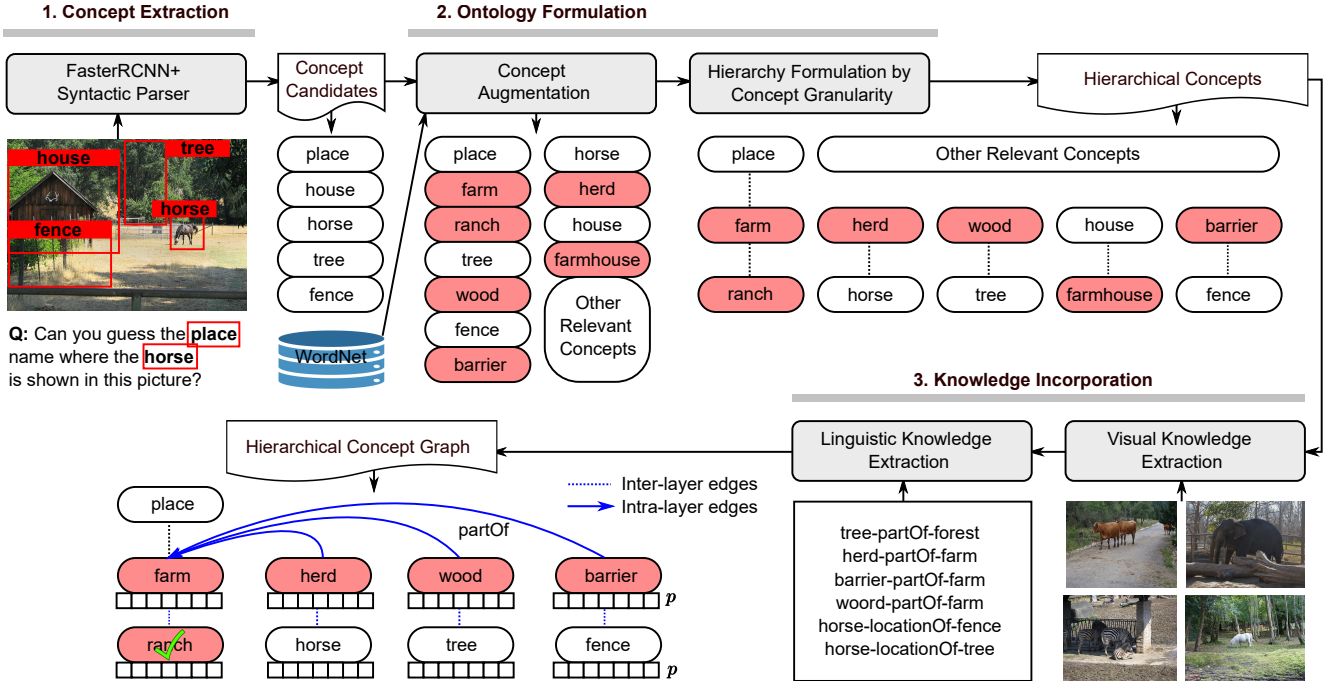 1. Concept Extraction
2. Ontology Formulation
FasterRCNN+
Syntactic Parser
Concept
Candidates
Concept
Augmentation
Hierarchy Formulation by
Concept Granularity
Hierarchical Concepts
house
tree
horse
fence
Q: Can you guess the place
name where the horse
is shown in this picture?
place
house
horse
tree
fence
WordNet
place
farm
ranch
tree
wood
fence
barrier
horse
herd
house
farmhouse
Other
Relevant
Concepts
place
Other Relevant Concepts
farm
herd
wood
house
barrier
ranch
horse
tree
farmhouse
fence
3. Knowledge Incorporation
Visual Knowledge
Extraction
Linguistic Knowledge
Extraction
tree-partOf-forest
herd-partOf-farm
barrier-partOf-farm
woord-partOf-farm
horse-locationOf-fence
horse-locationOf-tree
Hierarchical Concept Graph
Inter-layer edges
Intra-layer edges
place
partOf
farm
herd
wood
barrier
p
ranch
horse
tree
fence
p